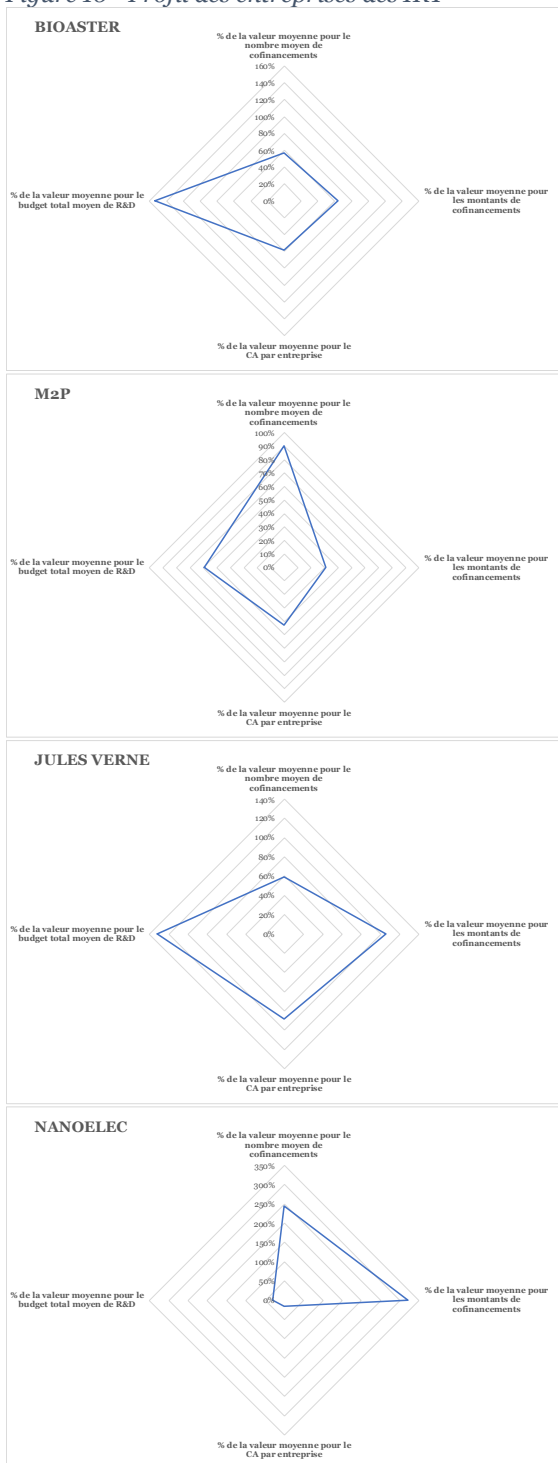 BIOASTER
% de la valeur moyenne pour le
nombre moyen de
cofinancements
160%
140%
120%
100%
80%
60%
40%
20%
0%
% de la valeur moyenne pour le
budget total moyen de R&D
% de la valeur moyenne pour
les montants de
cofinancements
% de la valeur moyenne pour le
CA par entreprise
M2P
% de la valeur moyenne pour le
nombre moyen de
cofinancements
100%
90%
80%
70%
60%
50%
40%
30%
20%
10%
0%
% de la valeur moyenne pour le
budget total moyen de R&D
% de la valeur moyenne pour
les montants de
cofinancements
% de la valeur moyenne pour le
CA par entreprise
JULES VERNE
% de la valeur moyenne pour le
nombre moyen de
cofinancements
140%
120%
100%
80%
60%
40%
20%
0%
% de la valeur moyenne pour le
budget total moyen de R&D
% de la valeur moyenne pour
les montants de
cofinancements
% de la valeur moyenne pour le
CA par entreprise
NANOELEC
% de la valeur moyenne pour le
nombre moyen de
cofinancements
350%
300%
250%
200%
150%
100%
50%
0%
% de la valeur moyenne pour le
budget total moyen de R&D
% de la valeur moyenne pour
les montants de
cofinancements
% de la valeur moyenne pour le
CA par entreprise